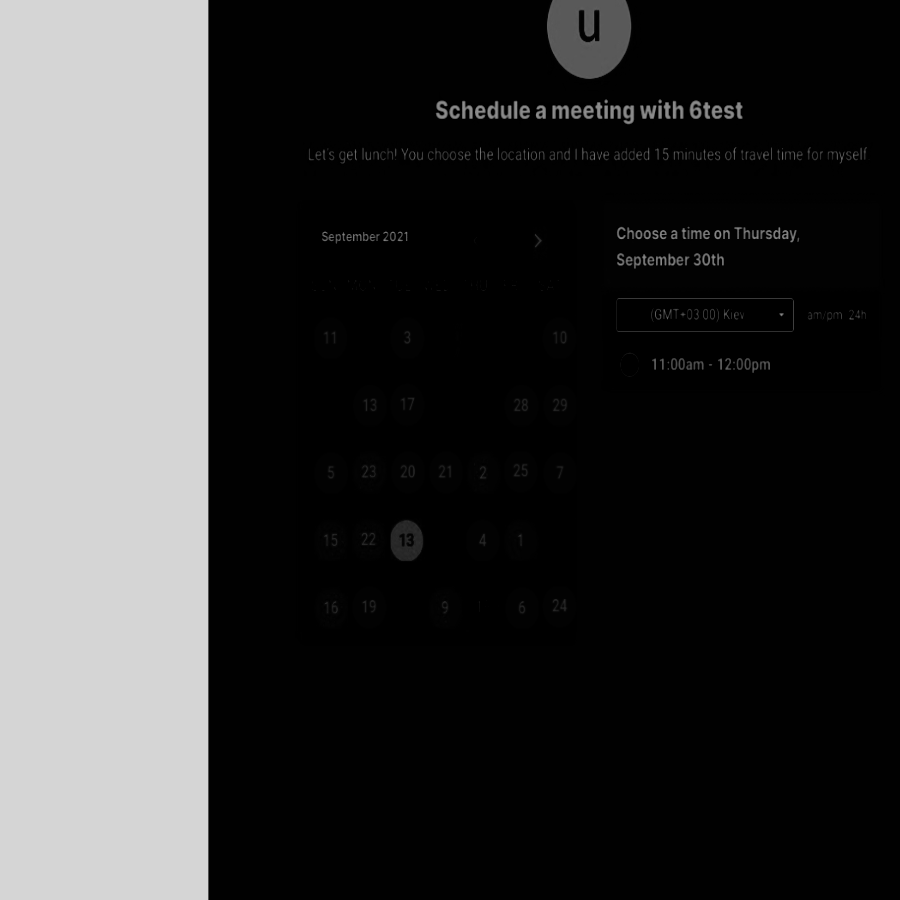 u
Schedule a meeting with 6test
Let's get lunch! You choose the location and I have added 15 minutes of travel time for myself
September 2021
11 3 10
13 17 28 29
5 23 20 21 2 25 7
15 22 13 4 1
16 19 9 6 24
Choose a time on Thursday,
September 30th
(GMT+03:00) Kiev am/pm 24h
11:00am - 12:00pm